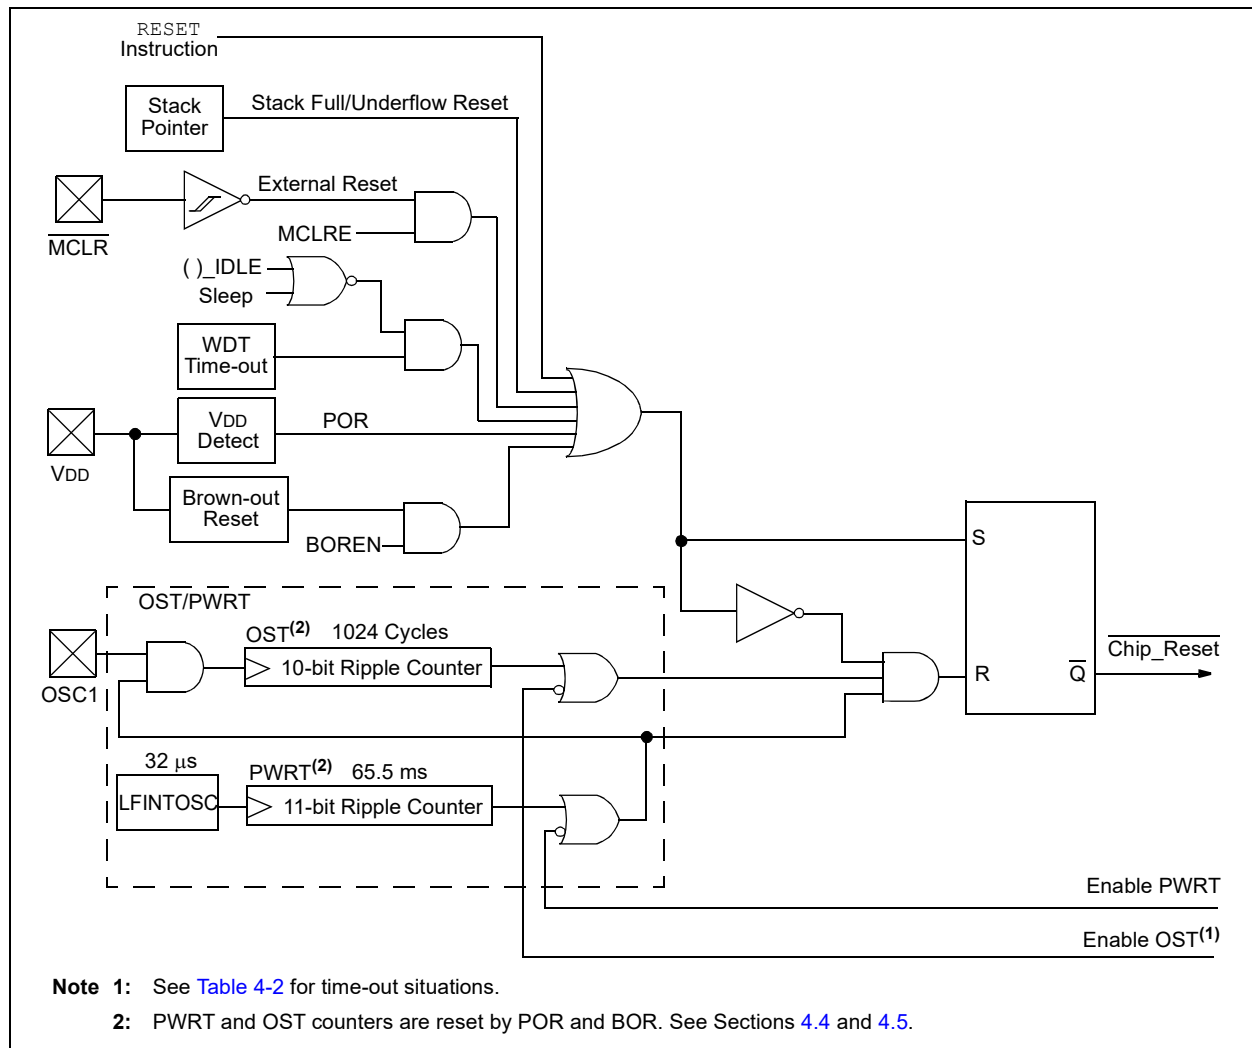 RESET
Instruction
Stack
Pointer
Stack Full/Underflow Reset
External Reset
MCLR
MCLRE
( )_IDLE
Sleep
WDT
Time-out
VDD
VDD
Detect
POR
Brown-out
Reset
BOREN
S
OST/PWRT
OST(2) 1024 Cycles
10-bit Ripple Counter
OSC1
R
Q
Chip_Reset
32 μs
LFINTOSC
PWRT(2) 65.5 ms
11-bit Ripple Counter
Enable PWRT
Enable OST(1)
Note 1: See Table 4-2 for time-out situations.
2: PWRT and OST counters are reset by POR and BOR. See Sections 4.4 and 4.5.